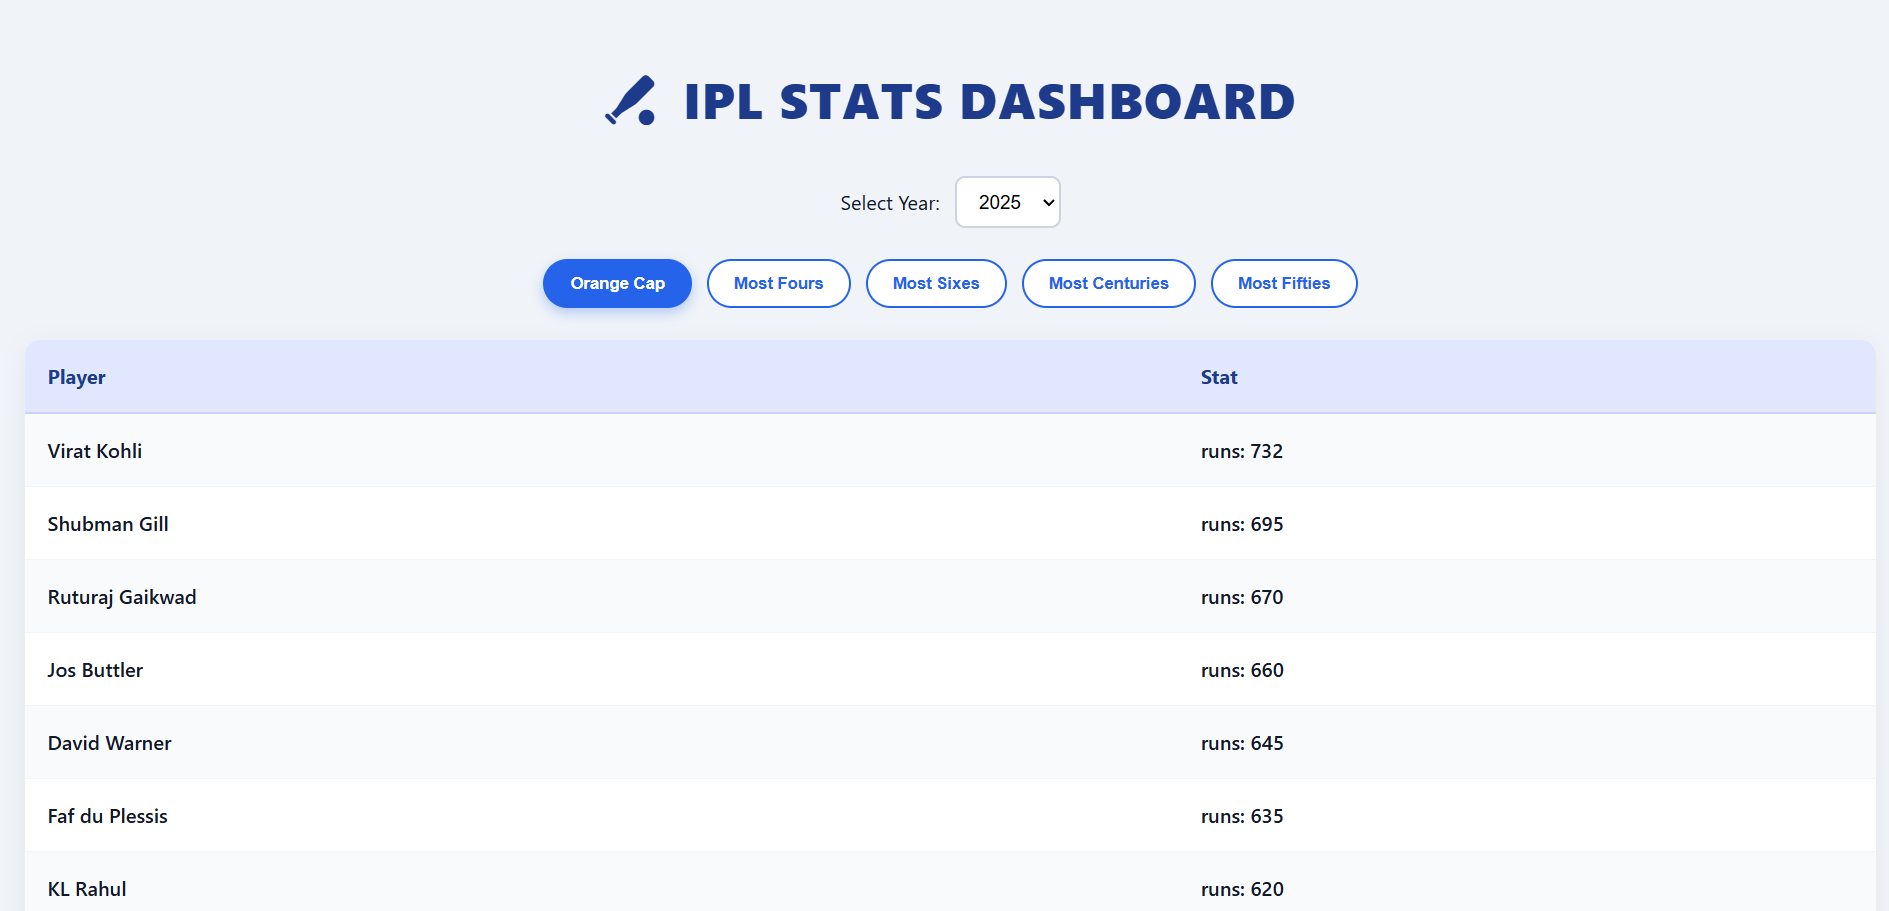 IPL STATS DASHBOARD
Select Year: 2025
Orange Cap Most Fours Most Sixes Most Centuries Most Fifties
Player Stat
Virat Kohli runs: 732
Shubman Gill runs: 695
Ruturaj Gaikwad runs: 670
Jos Buttler runs: 660
David Warner runs: 645
Faf du Plessis runs: 635
KL Rahul runs: 620